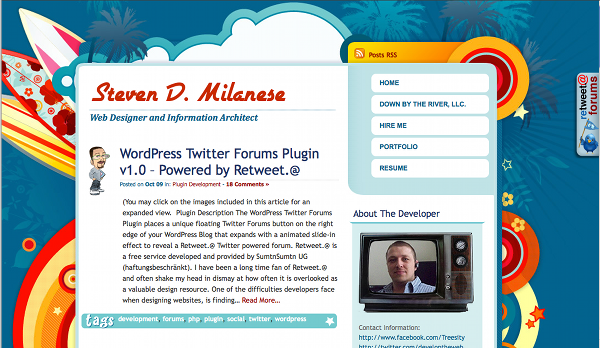 Posts RSS
Steven D. Milanese
Web Designer and Information Architect
HOME
DOWN BY THE RIVER, LLC.
HIRE ME
PORTFOLIO
RESUME
retweet@
forums
WordPress Twitter Forums Plugin
v1.0 – Powered by Retweet.@
Posted on Oct 09 in: Plugin Development - 18 Comments »
(You may click on the images included in this article for an
expanded view. Plugin Description The WordPress Twitter Forums
Plugin places a unique floating Twitter Forums button on the right
edge of your WordPress Blog that expands with a animated slide-in
effect to reveal a Retweet.@ Twitter powered forum. Retweet.@ is
a free service developed and provided by SumtnSumtn UG
(haftungsbeschränkt). I have been a long time fan of Retweet.@
and often shake my head in dismay at how often it is overlooked as
a valuable design resource. One of the difficulties developers face
when designing websites, is finding... Read More...
tags development, forums, php, plugin, social, twitter, wordpress
About The Developer
Contact Information:
http://www.facebook.com/Treesity
http://twitter.com/developtheweb